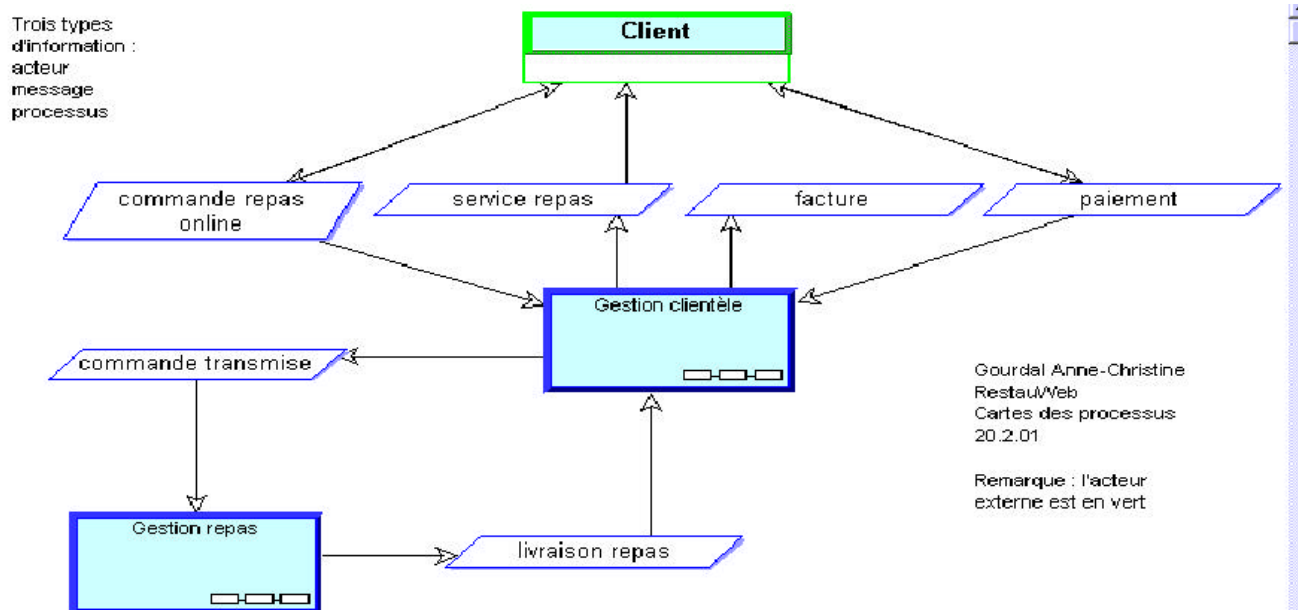 Trois types
d'information :
acteur
message
processus
Client
commande repas
online
service repas
facture
paiement
Gestion clientèle
commande transmise
Gourdal Anne-Christine
RestauWeb
Cartes des processus
20.2.01
Remarque : l'acteur
externe est en vert
Gestion repas
livraison repas